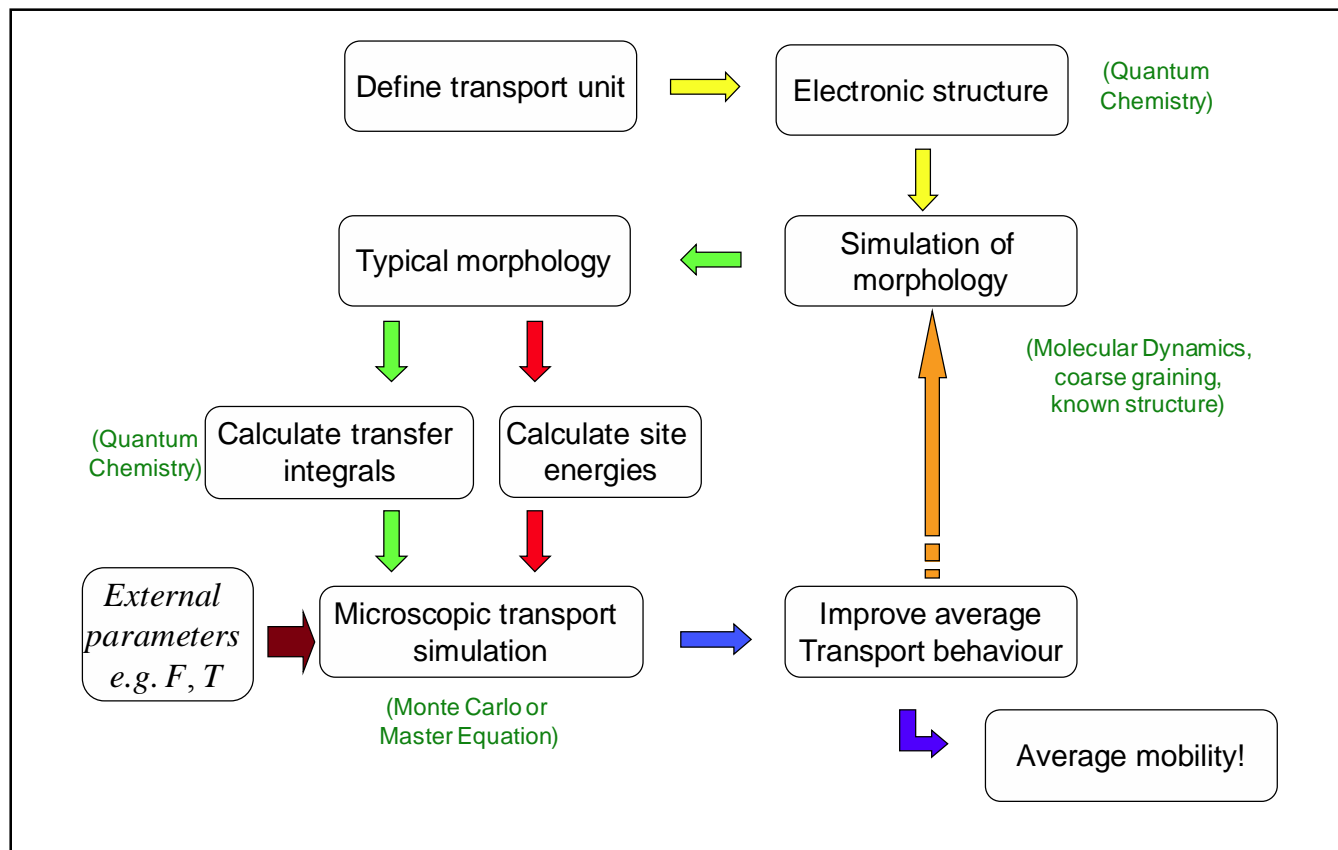 Define transport unit
Electronic structure
(Quantum
Chemistry)
Typical morphology
Simulation of
morphology
(Molecular Dynamics,
coarse graining,
known structure)
(Quantum
Chemistry)
Calculate transfer
integrals
Calculate site
energies
External
parameters
e.g. F, T
Microscopic transport
simulation
(Monte Carlo or
Master Equation)
Improve average
Transport behaviour
Average mobility!